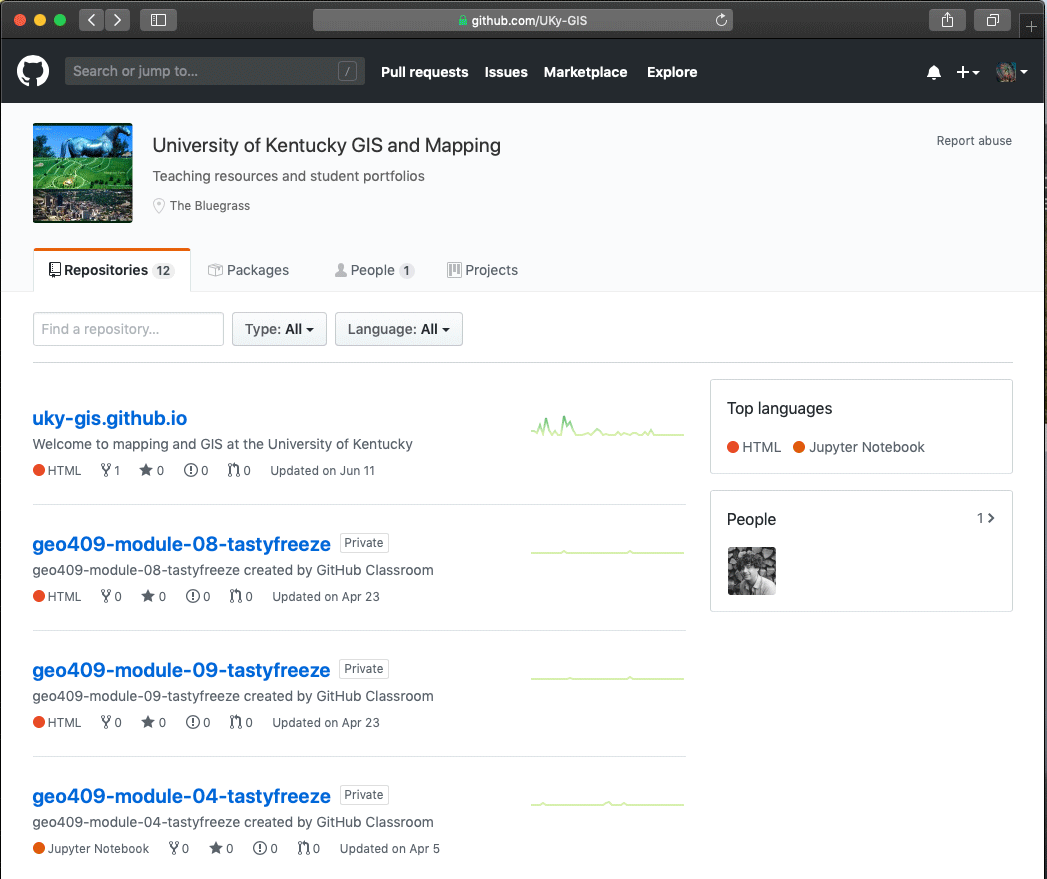 github.com/UKy-GIS
Search or jump to... /
Pull requests Issues Marketplace Explore
University of Kentucky GIS and Mapping
Report abuse
Teaching resources and student portfolios
The Bluegrass
Repositories 12 Packages People 1 Projects
Find a repository... Type: All Language: All
uky-gis.github.io
Welcome to mapping and GIS at the University of Kentucky
HTML 1 0 0 0 Updated on Jun 11
geo409-module-08-tastyfreeze Private
geo409-module-08-tastyfreeze created by GitHub Classroom
HTML 0 0 0 0 Updated on Apr 23
geo409-module-09-tastyfreeze Private
geo409-module-09-tastyfreeze created by GitHub Classroom
HTML 0 0 0 0 Updated on Apr 23
geo409-module-04-tastyfreeze Private
geo409-module-04-tastyfreeze created by GitHub Classroom
Jupyter Notebook 0 0 0 0 Updated on Apr 5
Top languages
HTML Jupyter Notebook
People 1